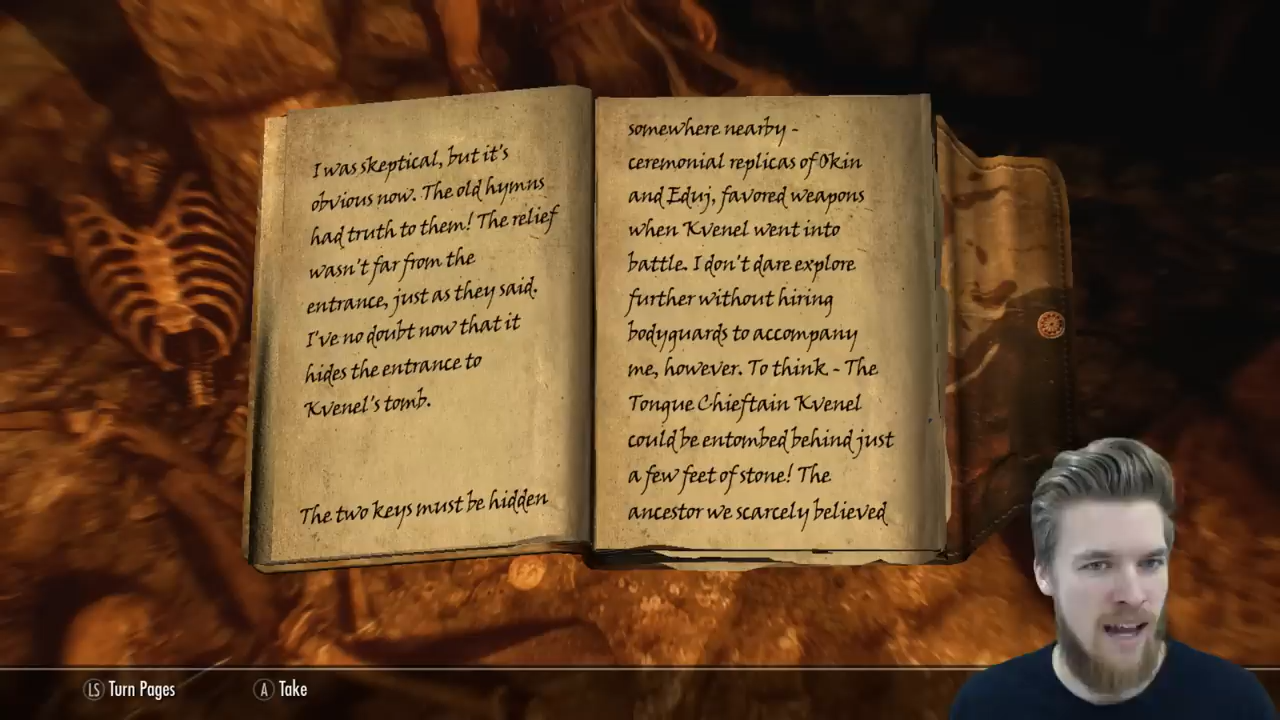 I was skeptical, but it's
obvious now. The old hymns
had truth to them! The relief
wasn't far from the
entrance, just as they said.
I've no doubt now that it
hides the entrance to
Kvenel's tomb.
The two keys must be hidden
somewhere nearby -
ceremonial replicas of Okin
and Eduj, favored weapons
when Kvenel went into
battle. I don't dare explore
further without hiring
bodyguards to accompany
me, however. To think - The
Tongue Chieftain Kvenel
could be entombed behind just
a few feet of stone! The
ancestor we scarcely believed
LS Turn Pages
A Take